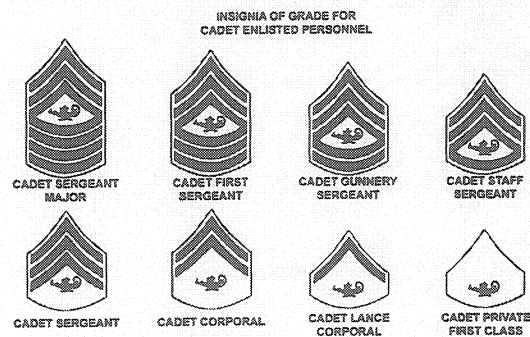 INSIGNIA OF GRADE FOR
CADET ENLISTED PERSONNEL
CADET SERGEANT
MAJOR
CADET FIRST
SERGEANT
CADET GUNNERY
SERGEANT
CADET STAFF
SERGEANT
CADET SERGEANT
CADET CORPORAL
CADET LANCE
CORPORAL
CADET PRIVATE
FIRST CLASS